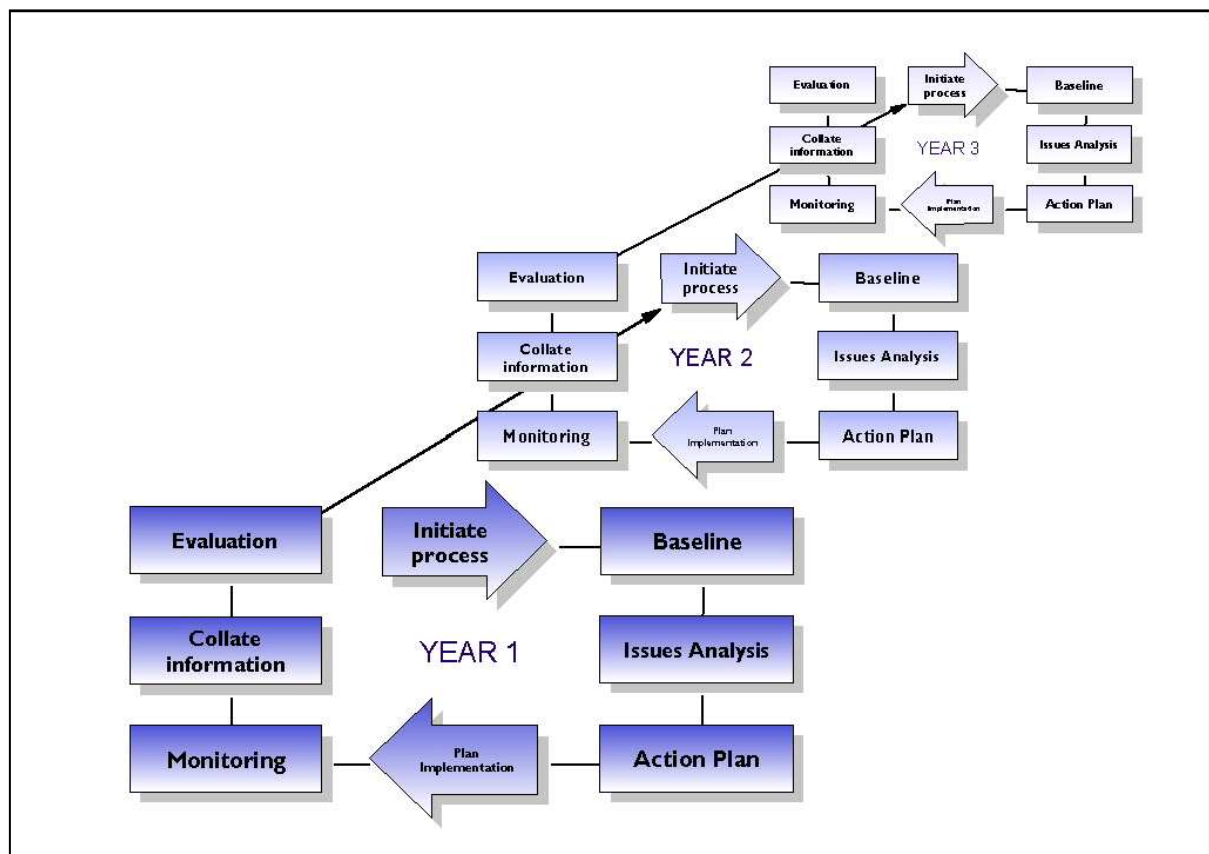 Evaluation
Initiate
process
Baseline
Collate
information
YEAR 3
Issues Analysis
Monitoring
Plan
Implementation
Action Plan
Evaluation
Initiate
process
Baseline
Collate
information
YEAR 2
Issues Analysis
Monitoring
Plan
Implementation
Action Plan
Evaluation
Initiate
process
Baseline
Collate
information
YEAR 1
Issues Analysis
Monitoring
Plan
Implementation
Action Plan